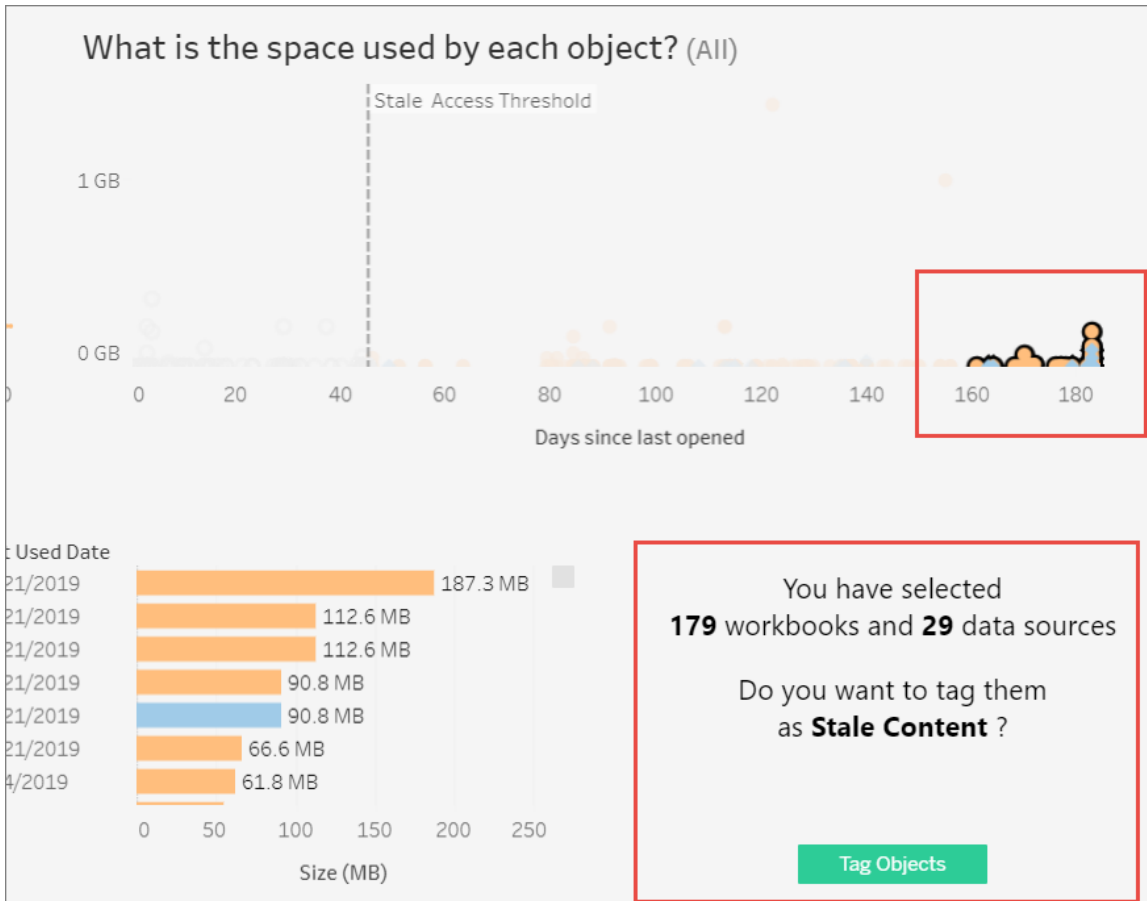 What is the space used by each object? (All)
Stale Access Threshold
1 GB
0 GB
0 20 40 60 80 100 120 140 160 180
Days since last opened
Used Date
21/2019 187.3 MB
21/2019 112.6 MB
21/2019 112.6 MB
21/2019 90.8 MB
21/2019 90.8 MB
21/2019 66.6 MB
4/2019 61.8 MB
0 50 100 150 200 250
Size (MB)
You have selected
179 workbooks and 29 data sources
Do you want to tag them
as Stale Content ?
Tag Objects